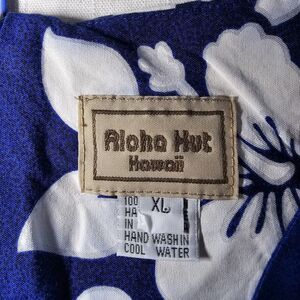 Aloha Hut
Hawaii
XL
100
HA
IN
HAND WASH IN
COOL WATER